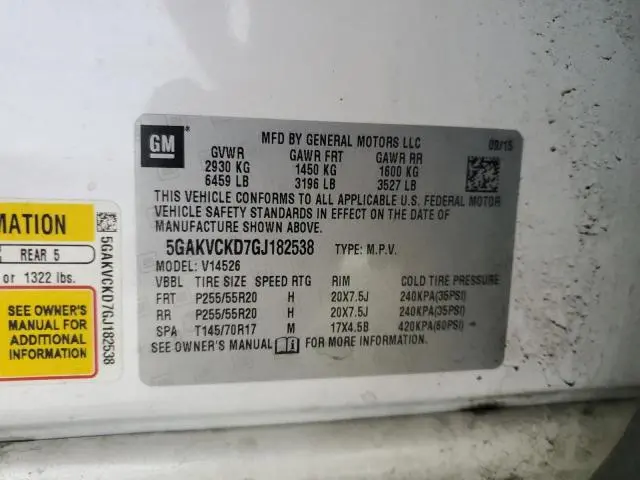 GM
MFD BY GENERAL MOTORS LLC 09/15
GVWR GAWR FRT GAWR RR
2930 KG 1450 KG 1600 KG
6459 LB 3196 LB 3527 LB
THIS VEHICLE CONFORMS TO ALL APPLICABLE U.S. FEDERAL MOTOR
VEHICLE SAFETY STANDARDS IN EFFECT ON THE DATE OF
MANUFACTURE SHOWN ABOVE.
5GAKVCKD7GJ182538 TYPE: M.P.V.
MODEL: V14526
VBBL TIRE SIZE SPEED RTG RIM COLD TIRE PRESSURE
FRT P255/55R20 H 20X7.5J 240KPA(35PSI)
RR P255/55R20 H 20X7.5J 240KPA(35PSI)
SPA T145/70R17 M 17X4.5B 420KPA(60PSI)
SEE OWNER'S MANUAL FOR MORE INFORMATION.
MATION
REAR 5
or 1322 lbs.
SEE OWNER'S
MANUAL FOR
ADDITIONAL
INFORMATION
5GAKVCKD7GJ182538